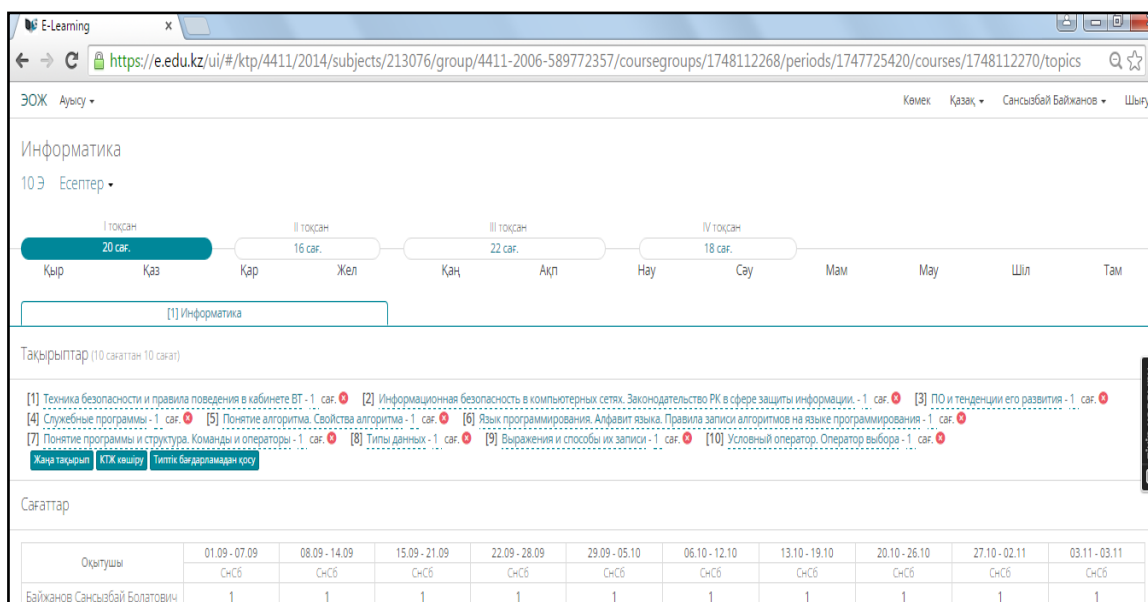 E-Learning
https://e.edu.kz/ui/#/ktp/4411/2014/subjects/213076/group/4411-2006-589772357/coursegroups/1748112268/periods/1747725420/courses/1748112270/topics
ЭОЖ Ауысу Көмек Қазақ Сансызбай Байжанов Шығу
Информатика
10 Э Есептер
I тоқсан II тоқсан III тоқсан IV тоқсан
20 сағ. 16 сағ. 22 сағ. 18 сағ.
Қыр Қаз Қар Жел Қаң Ақп Нау Сәу Мам Мау Шіл Там
[1] Информатика
Тақырыптар (10 сағаттан 10 сағат)
[1] Техника безопасности и правила поведения в кабинете ВТ - 1 сағ. [2] Информационная безопасность в компьютерных сетях. Законодательство РК в сфере защиты информации. - 1 сағ. [3] ПО и тенденции его развития - 1 сағ.
[4] Служебные программы - 1 сағ. [5] Понятие алгоритма. Свойства алгоритма - 1 сағ. [6] Язык программирования. Алфавит языка. Правила записи алгоритмов на языке программирования - 1 сағ.
[7] Понятие программы и структура. Команды и операторы - 1 сағ. [8] Типы данных - 1 сағ. [9] Выражения и способы их записи - 1 сағ. [10] Условный оператор. Оператор выбора - 1 сағ.
Жаңа тақырып КТЖ көшіру Типтік бағдарламадан қосу
Сағаттар
Оқытушы 01.09 - 07.09 08.09 - 14.09 15.09 - 21.09 22.09 - 28.09 29.09 - 05.10 06.10 - 12.10 13.10 - 19.10 20.10 - 26.10 27.10 - 02.11 03.11 - 03.11
СнСб СнСб СнСб СнСб СнСб СнСб СнСб СнСб СнСб СнСб
Байжанов Сансызбай Болатович 1 1 1 1 1 1 1 1 1 1